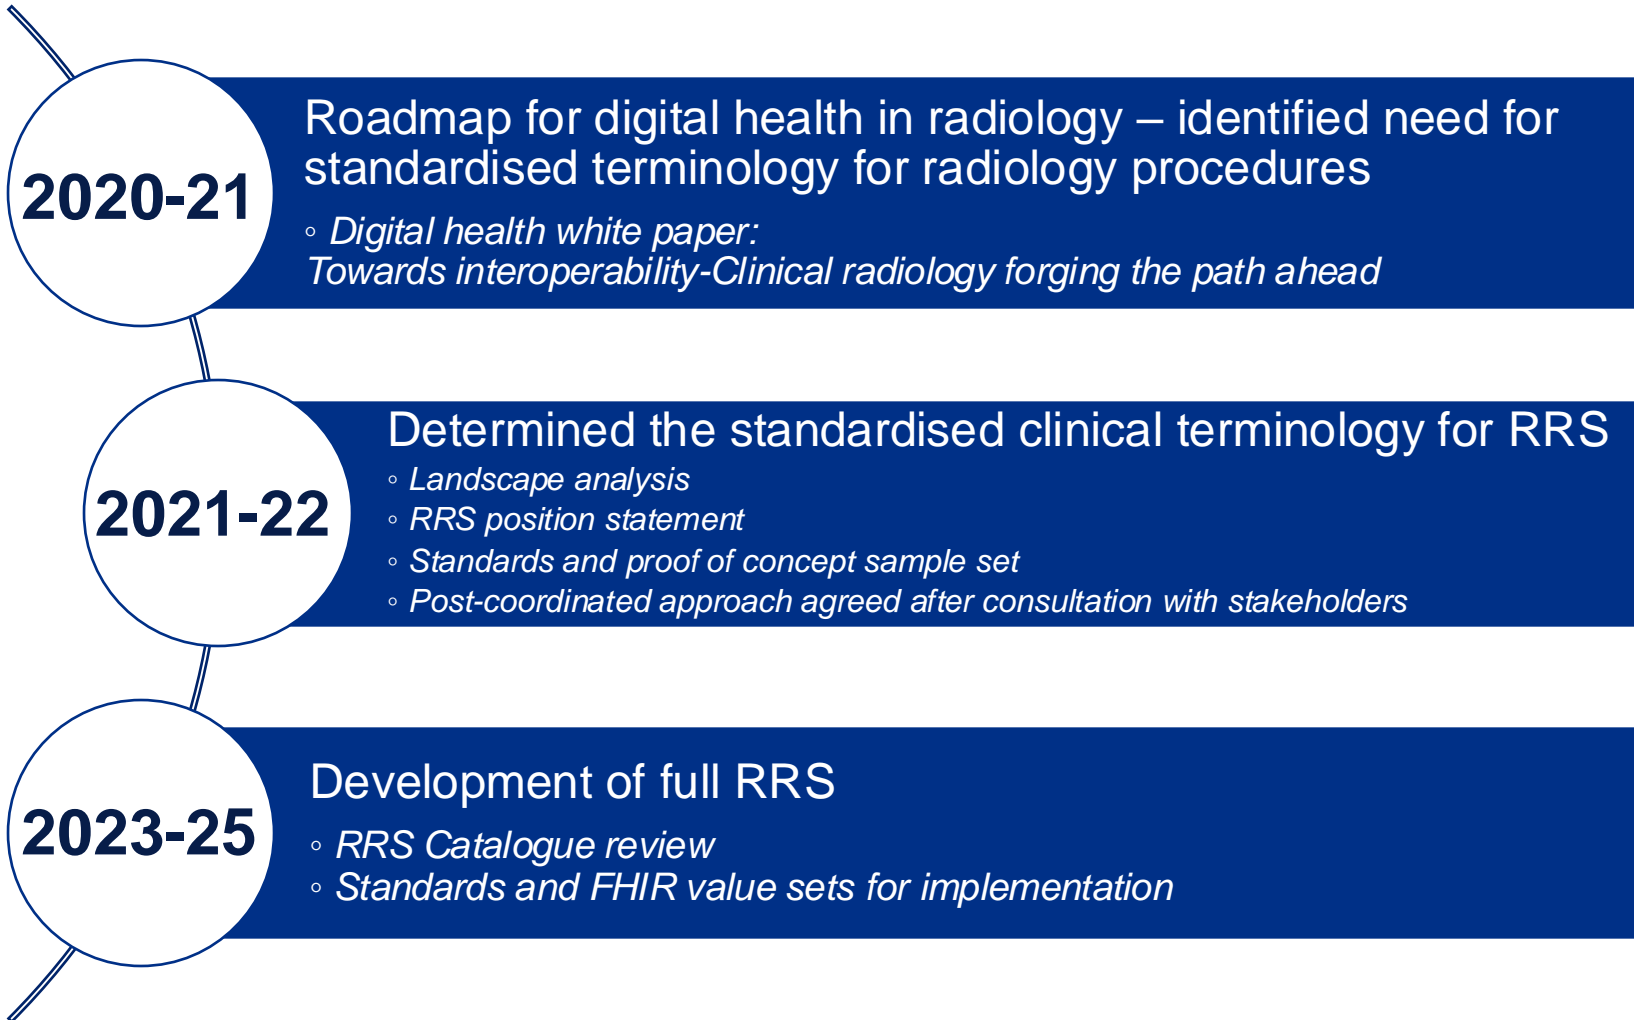 2020-21
Roadmap for digital health in radiology – identified need for
standardised terminology for radiology procedures
◦ Digital health white paper:
Towards interoperability-Clinical radiology forging the path ahead
2021-22
Determined the standardised clinical terminology for RRS
◦ Landscape analysis
◦ RRS position statement
◦ Standards and proof of concept sample set
◦ Post-coordinated approach agreed after consultation with stakeholders
2023-25
Development of full RRS
◦ RRS Catalogue review
◦ Standards and FHIR value sets for implementation